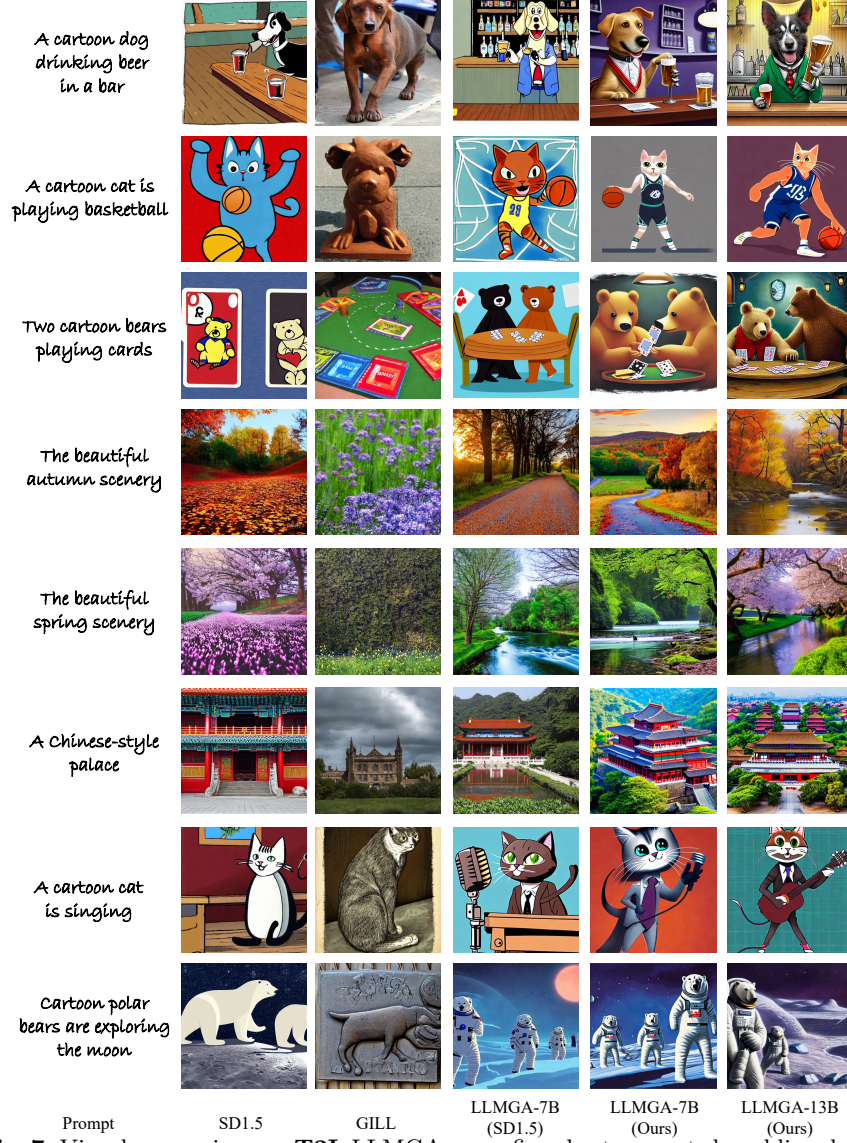 A cartoon dog
drinking beer
in a bar
A cartoon cat is
playing basketball
Two cartoon bears
playing cards
The beautiful
autumn scenery
The beautiful
spring scenery
A Chinese-style
palace
A cartoon cat
is singing
Cartoon polar
bears are exploring
the moon
Prompt
SD1.5
GILL
LLMGA-7B
(SD1.5)
LLMGA-7B
(Ours)
LLMGA-13B
(Ours)